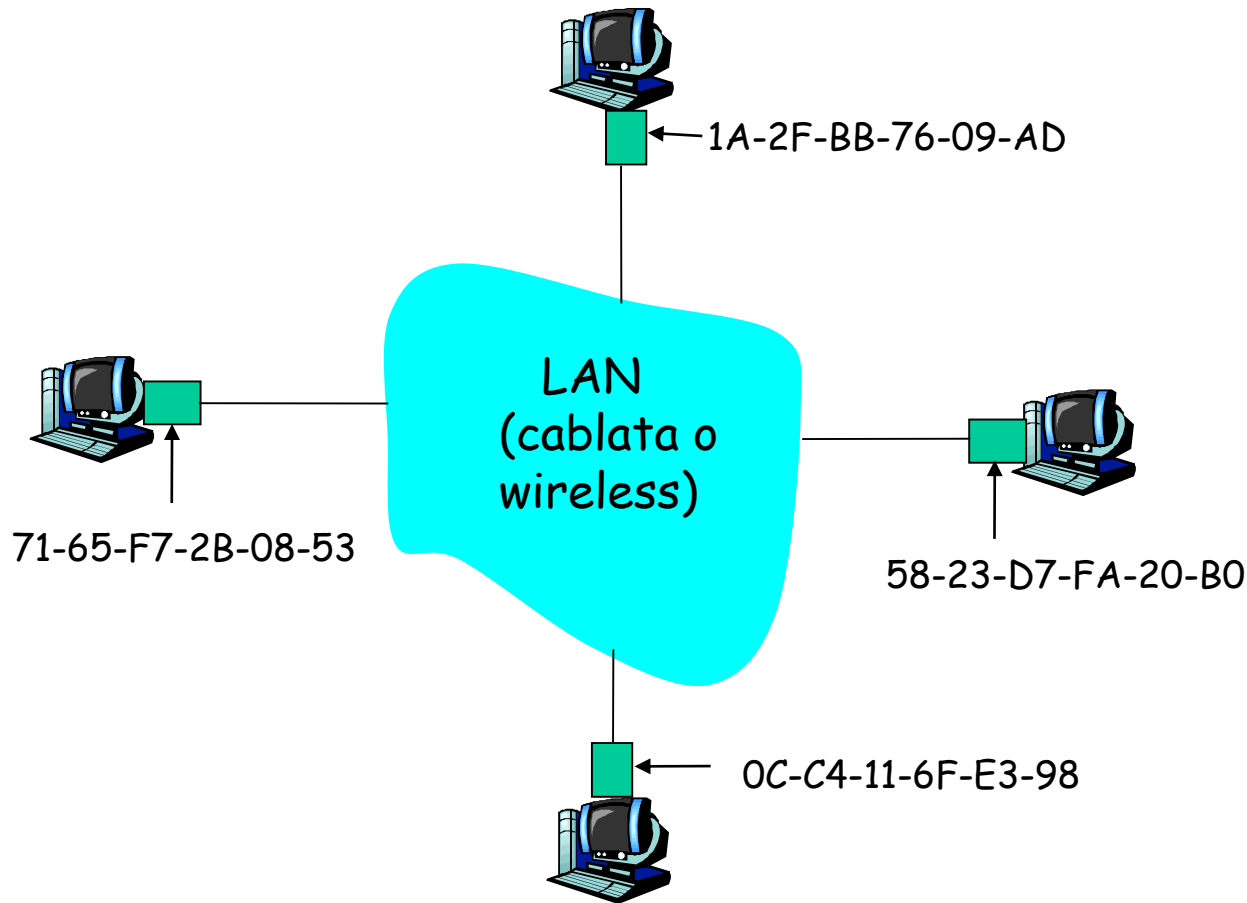 1A-2F-BB-76-09-AD
LAN
(cablata o
wireless)
71-65-F7-2B-08-53
58-23-D7-FA-20-B0
0C-C4-11-6F-E3-98